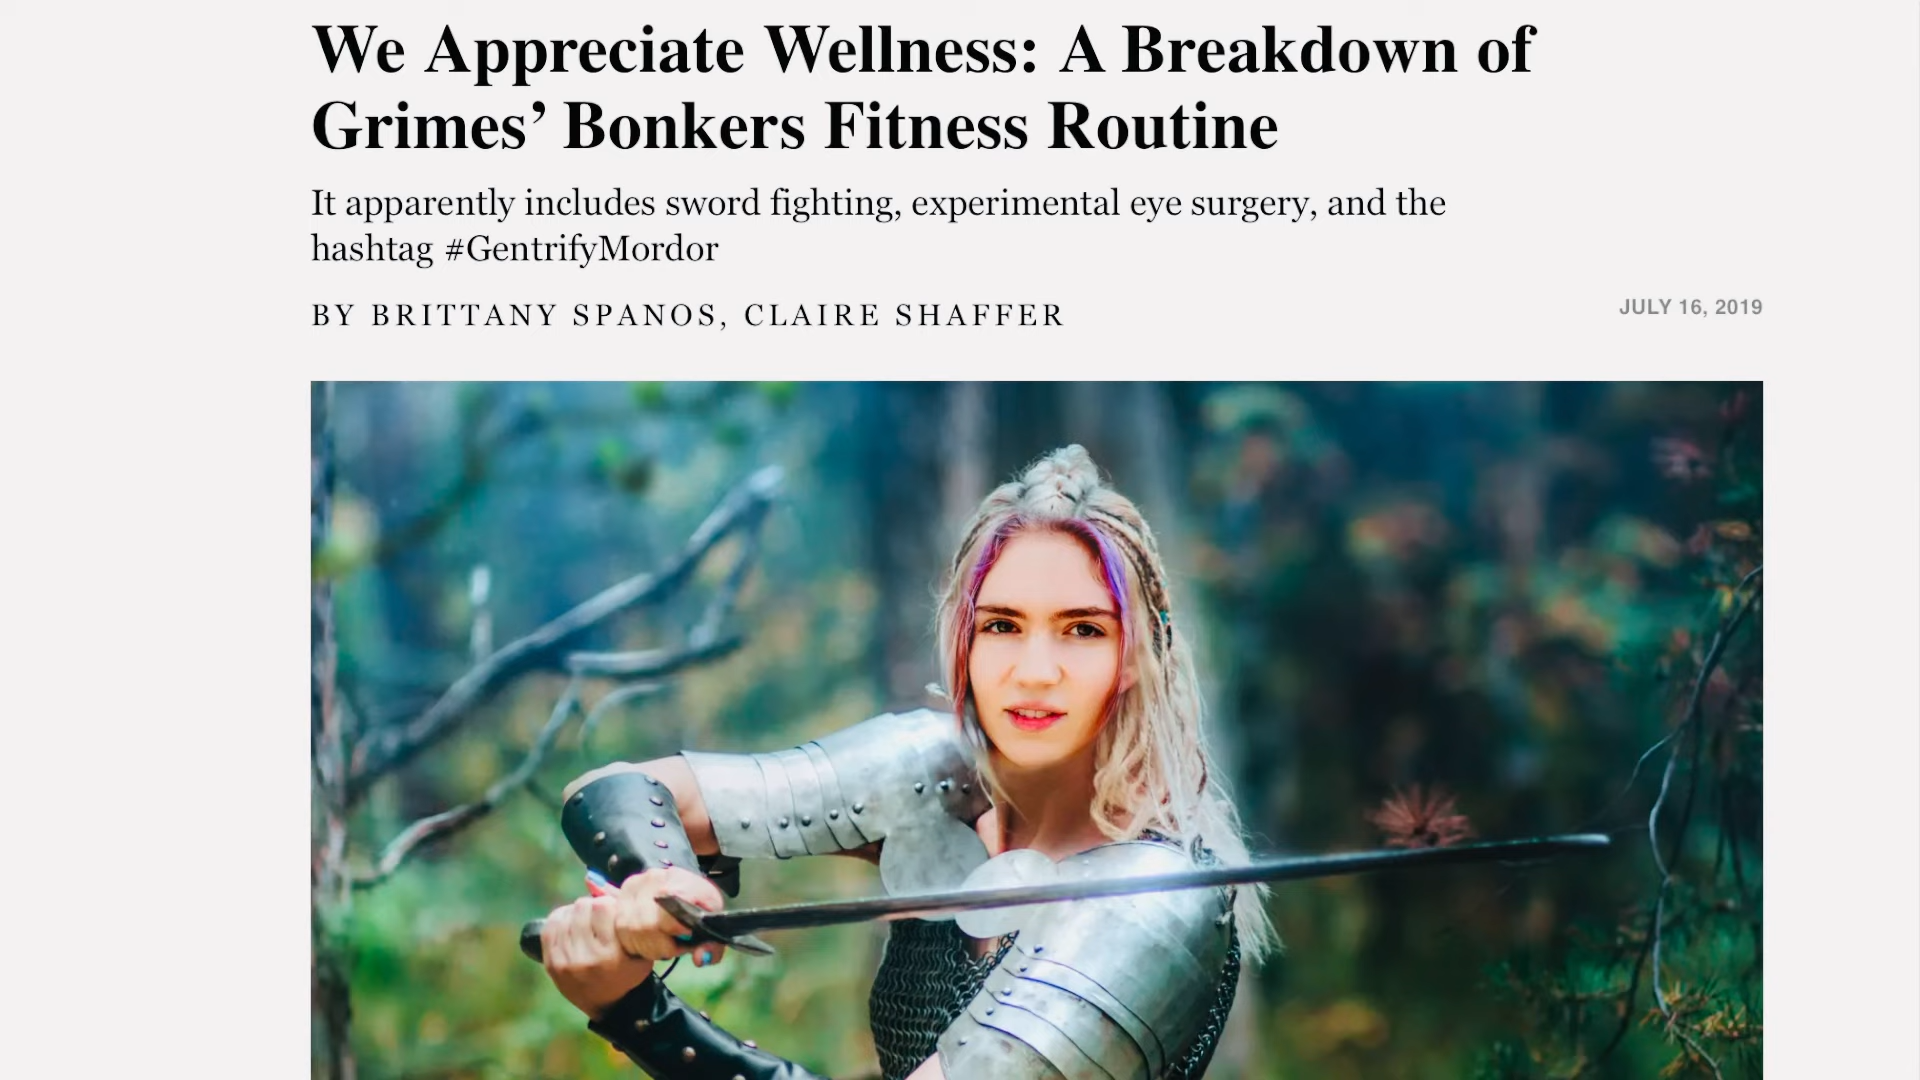 We Appreciate Wellness: A Breakdown of
Grimes’ Bonkers Fitness Routine
It apparently includes sword fighting, experimental eye surgery, and the
hashtag #GentrifyMordor
BY BRITTANY SPANOS, CLAIRE SHAFFER
JULY 16, 2019